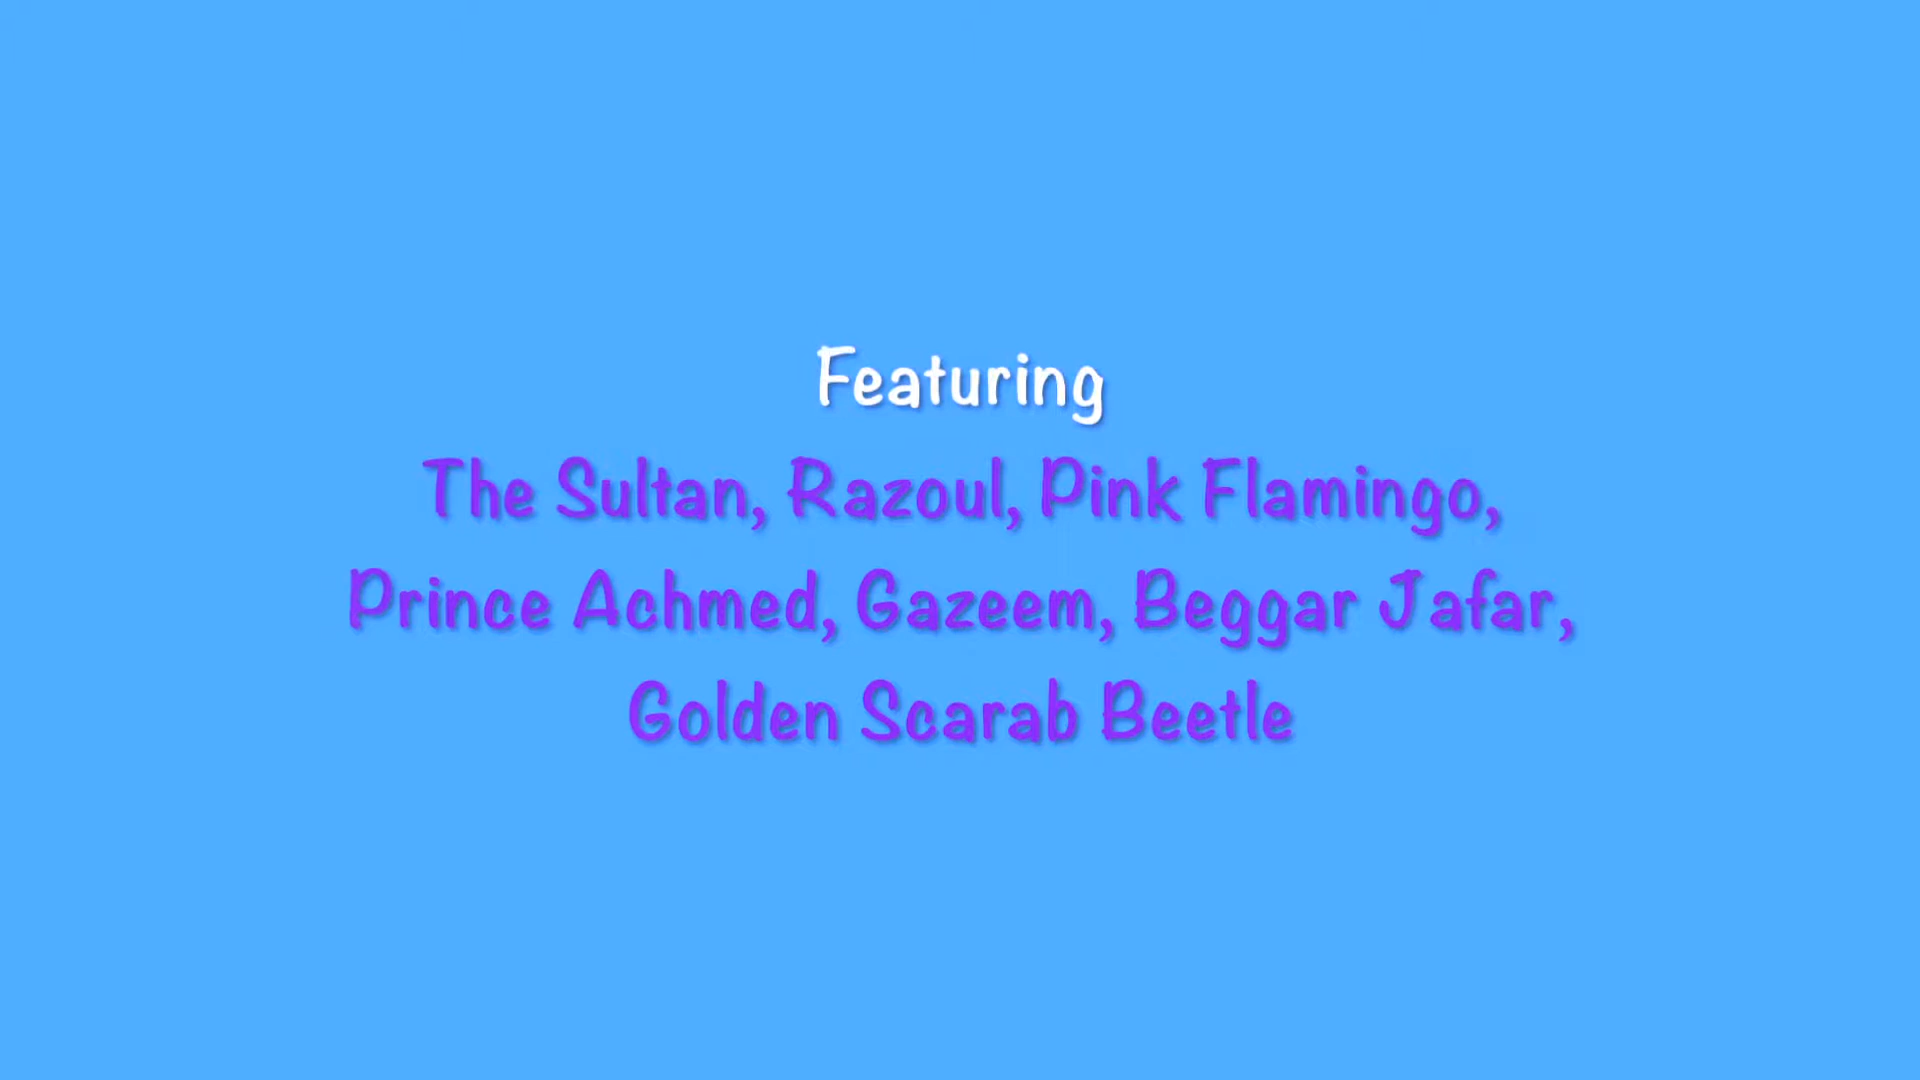 Featuring
The Sultan, Razoul, Pink Flamingo,
Prince Achmed, Gazeem, Beggar Jafar,
Golden Scarab Beetle